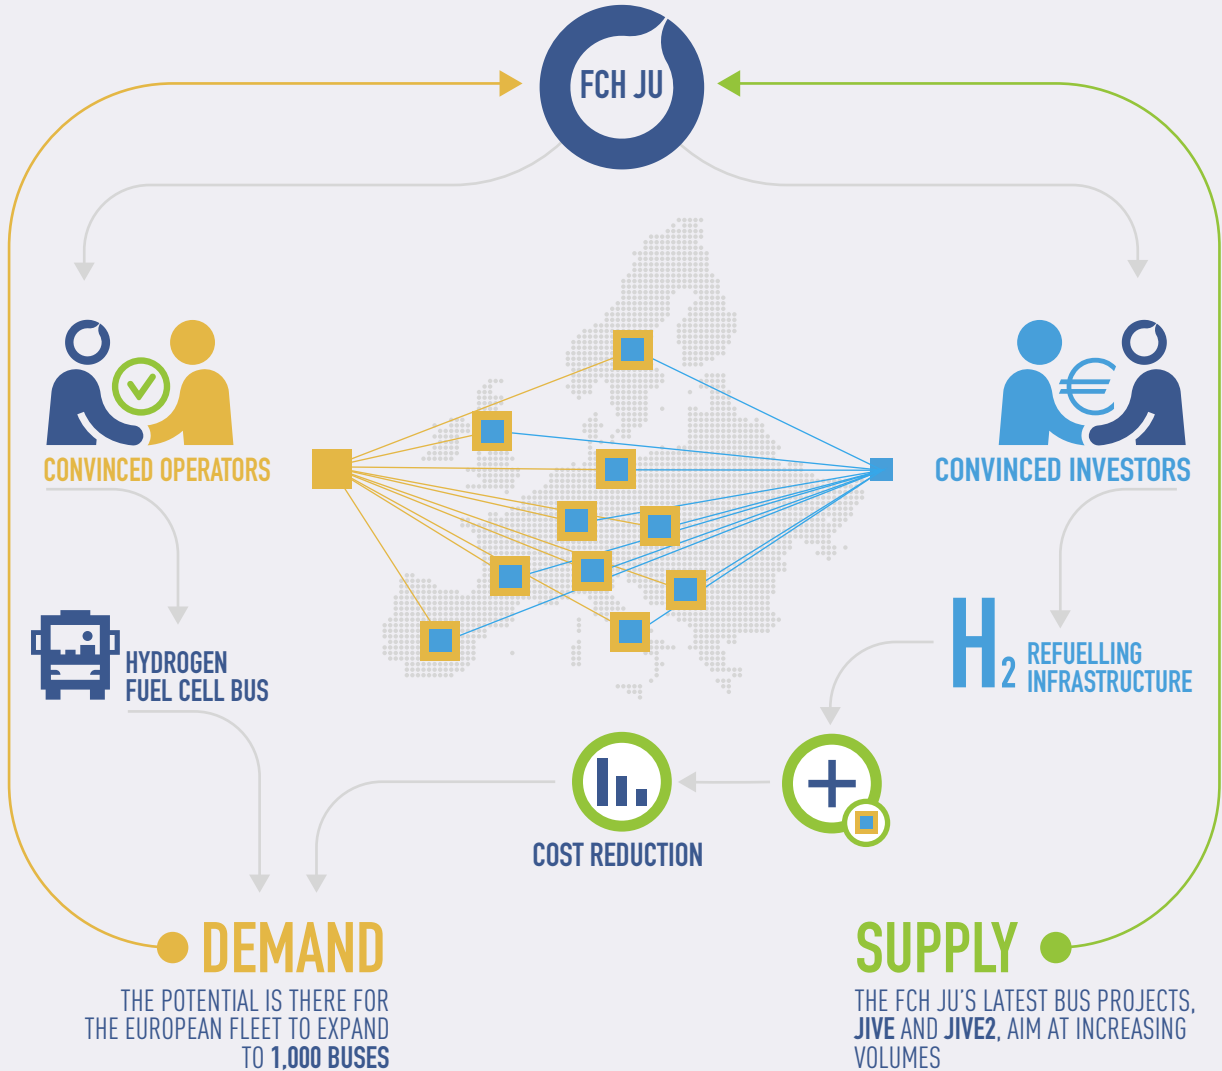 FCH JU
CONVINCED OPERATORS
CONVINCED INVESTORS
HYDROGEN
FUEL CELL BUS
H2 REFUELLING
INFRASTRUCTURE
COST REDUCTION
DEMAND
THE POTENTIAL IS THERE FOR
THE EUROPEAN FLEET TO EXPAND
TO 1,000 BUSES
SUPPLY
THE FCH JU'S LATEST BUS PROJECTS,
JIVE AND JIVE2, AIM AT INCREASING
VOLUMES